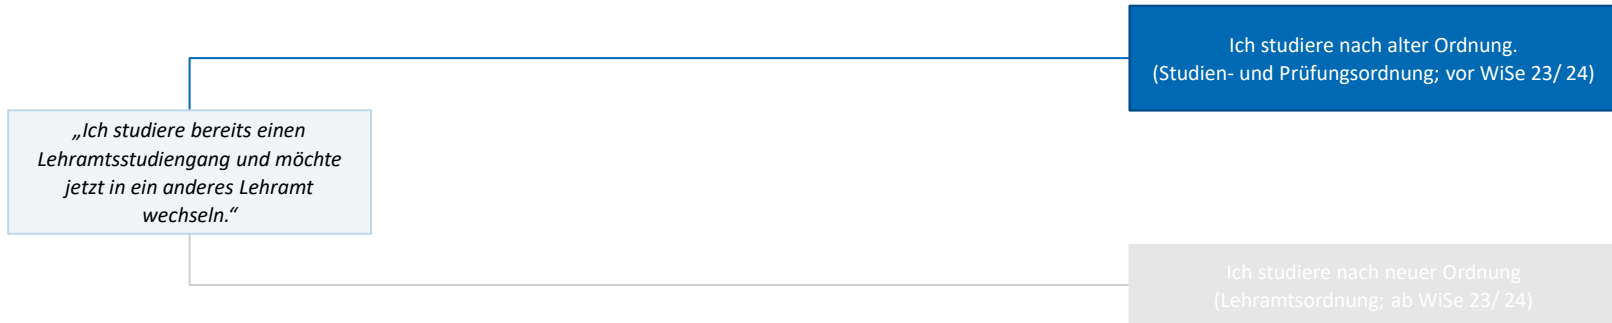 Ich studiere nach alter Ordnung.
(Studien- und Prüfungsordnung; vor WiSe 23/ 24)
„Ich studiere bereits einen
Lehramtsstudiengang und möchte
jetzt in ein anderes Lehramt
wechseln.“
Ich studiere nach neuer Ordnung
(Lehramtsordnung; ab WiSe 23/ 24)